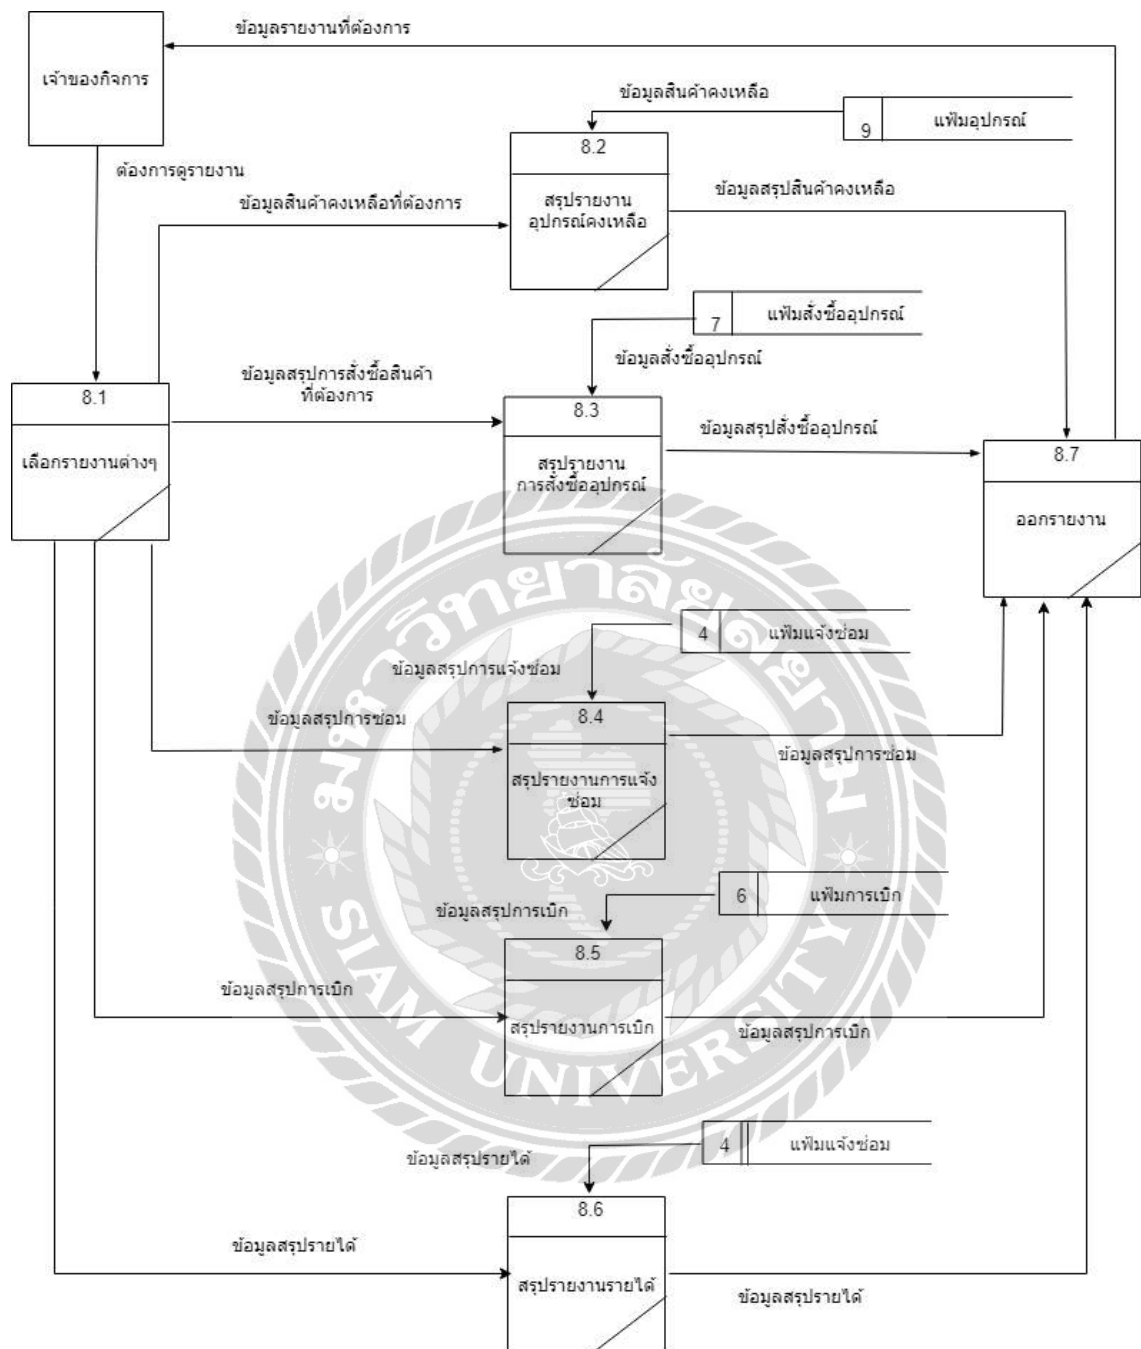 ข้อมูลรายงานที่ต้องการ
เจ้าของกิจการ
ข้อมูลสินค้าคงเหลือ
9 แฟ้มอุปกรณ์
8.2
ต้องการดูรายงาน
ข้อมูลสินค้าคงเหลือที่ต้องการ
สรุปรายงาน
อุปกรณ์คงเหลือ
ข้อมูลสรุปสินค้าคงเหลือ
7 แฟ้มสั่งซื้ออุปกรณ์
ข้อมูลสั่งซื้ออุปกรณ์
ข้อมูลสรุปการสั่งซื้อสินค้า
ที่ต้องการ
8.1
8.3
ข้อมูลสรุปสั่งซื้ออุปกรณ์
8.7
เลือกรายงานต่างๆ
สรุปรายงาน
การสั่งซื้ออุปกรณ์
ออกรายงาน
มหาวิทยาลัยสยาม
4 แฟ้มแจ้งซ่อม
ข้อมูลสรุปการแจ้งซ่อม
ข้อมูลสรุปการซ่อม
8.4
ข้อมูลสรุปการซ่อม
สรุปรายงานการแจ้ง
ซ่อม
6 แฟ้มการเบิก
ข้อมูลสรุปการเบิก
8.5
ข้อมูลสรุปการเบิก
สรุปรายงานการเบิก
ข้อมูลสรุปการเบิก
SIAM UNIVERSITY
4 แฟ้มแจ้งซ่อม
ข้อมูลสรุปรายได้
8.6
ข้อมูลสรุปรายได้
สรุปรายงานรายได้
ข้อมูลสรุปรายได้